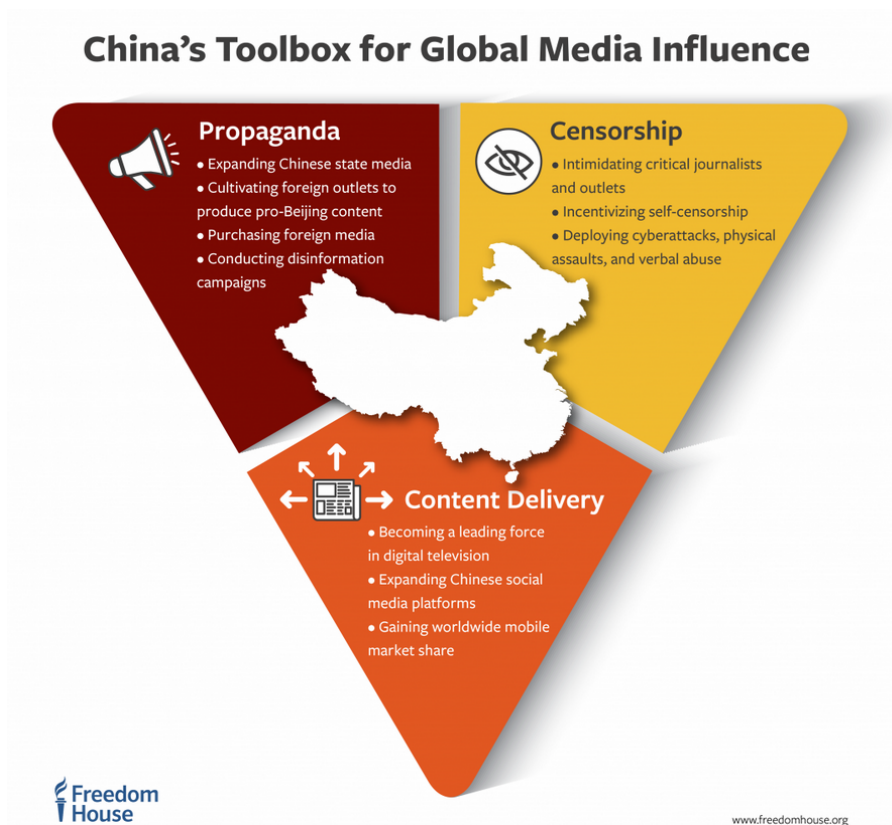 China's Toolbox for Global Media Influence
Propaganda
• Expanding Chinese state media
• Cultivating foreign outlets to
produce pro-Beijing content
• Purchasing foreign media
• Conducting disinformation
campaigns
Censorship
• Intimidating critical journalists
and outlets
• Incentivizing self-censorship
• Deploying cyberattacks, physical
assaults, and verbal abuse
Content Delivery
• Becoming a leading force
in digital television
• Expanding Chinese social
media platforms
• Gaining worldwide mobile
market share
Freedom
House
www.freedomhouse.org